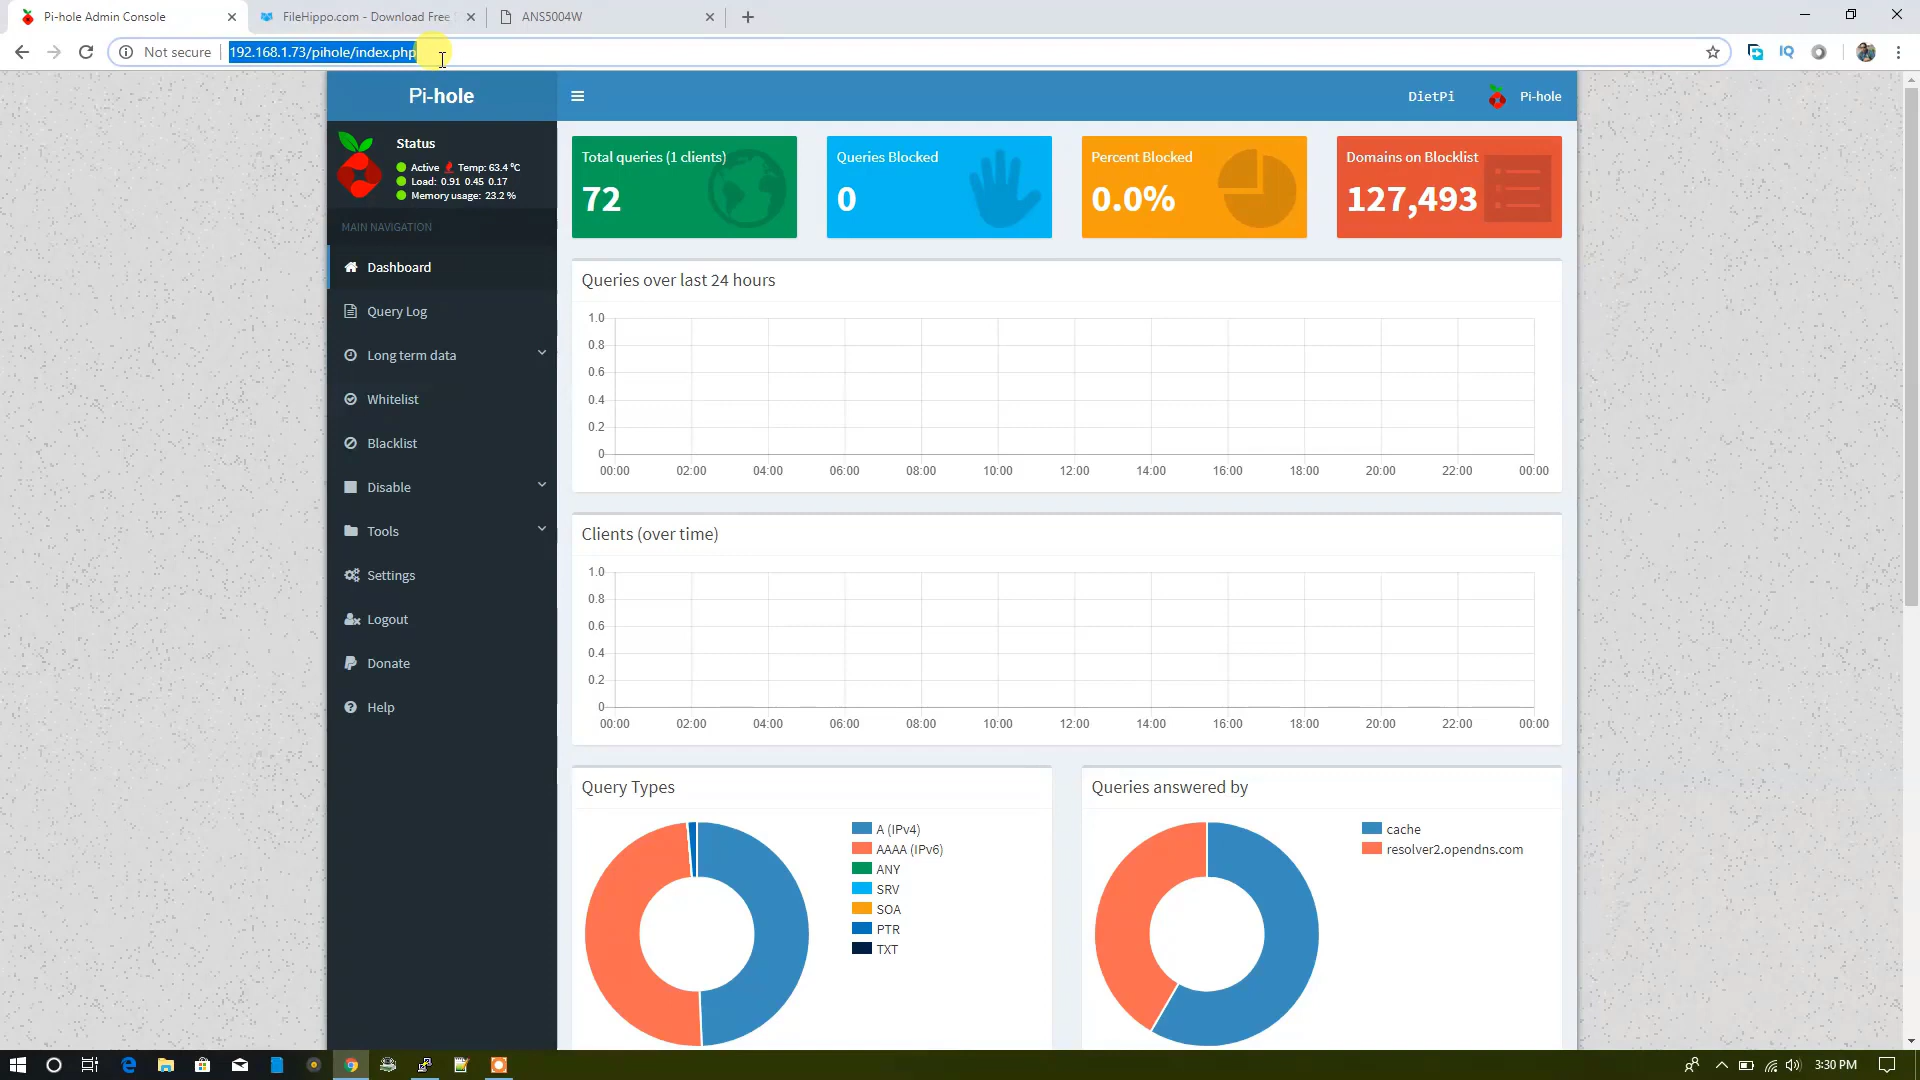 Pi-hole Admin Console
FileHippo.com - Download Free
ANS5004W
Not secure
192.168.1.73/pihole/index.php
IQ
Pi-hole
DietPi
Pi-hole
Status
Active Temp: 63.4 °C
Load: 0.91 0.45 0.17
Memory usage: 23.2 %
MAIN NAVIGATION
Dashboard
Query Log
Long term data
Whitelist
Blacklist
Disable
Tools
Settings
Logout
Donate
Help
Total queries (1 clients)
72
Queries Blocked
0
Percent Blocked
0.0%
Domains on Blocklist
127,493
Queries over last 24 hours
1.0
0.8
0.6
0.4
0.2
0
00:00 02:00 04:00 06:00 08:00 10:00 12:00 14:00 16:00 18:00 20:00 22:00 00:00
Clients (over time)
1.0
0.8
0.6
0.4
0.2
0
00:00 02:00 04:00 06:00 08:00 10:00 12:00 14:00 16:00 18:00 20:00 22:00 00:00
Query Types
A (IPv4)
AAAA (IPv6)
ANY
SRV
SOA
PTR
TXT
Queries answered by
cache
resolver2.opendns.com
3:30 PM